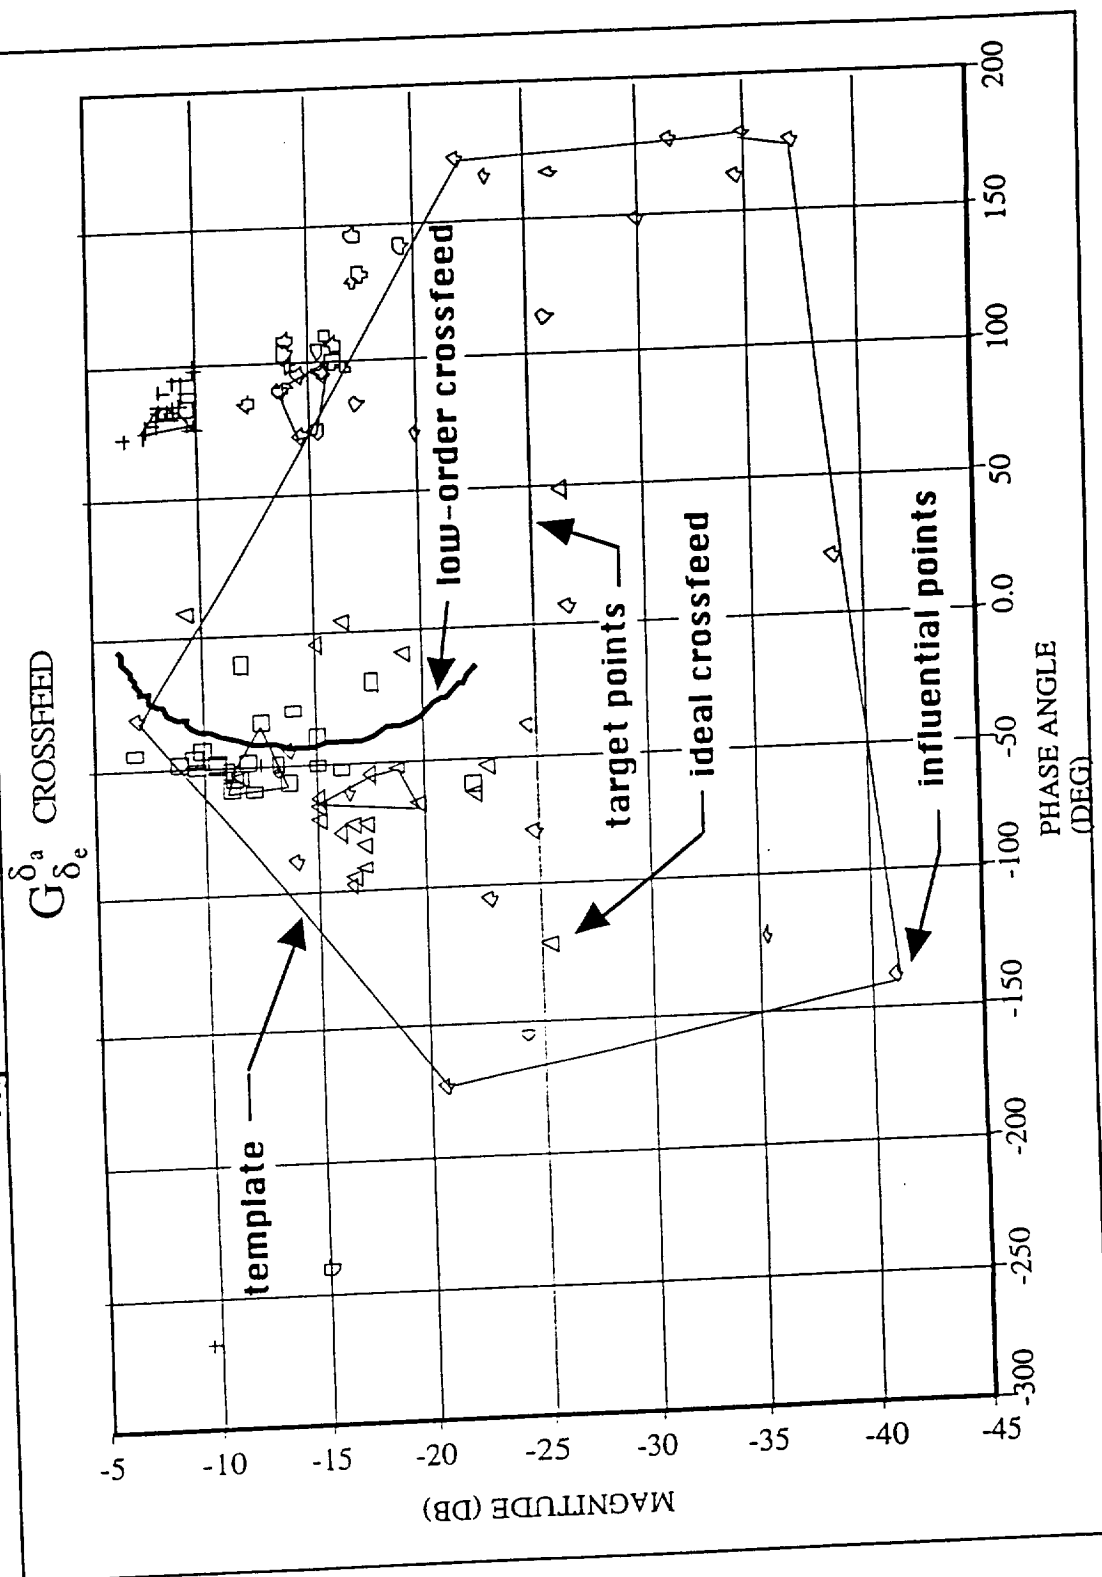 G δa δe CROSSFEED
-5
-10
-15
-20
-25
-30
-35
-40
-45
MAGNITUDE (DB)
-300
-250
-200
-150
-100
-50
0.0
50
100
150
200
PHASE ANGLE
(DEG)
template
low-order crossfeed
target points
ideal crossfeed
influential points